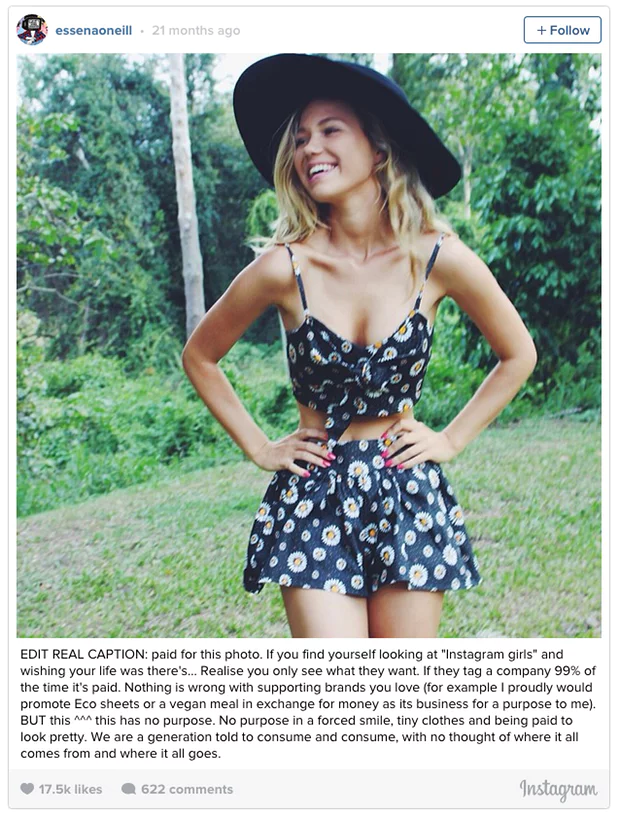 essenaoneill • 21 months ago
+ Follow
EDIT REAL CAPTION: paid for this photo. If you find yourself looking at "Instagram girls" and
wishing your life was there's... Realise you only see what they want. If they tag a company 99% of
the time it's paid. Nothing is wrong with supporting brands you love (for example I proudly would
promote Eco sheets or a vegan meal in exchange for money as its business for a purpose to me).
BUT this ^^^ this has no purpose. No purpose in a forced smile, tiny clothes and being paid to
look pretty. We are a generation told to consume and consume, with no thought of where it all
comes from and where it all goes.
17.5k likes 622 comments
Instagram